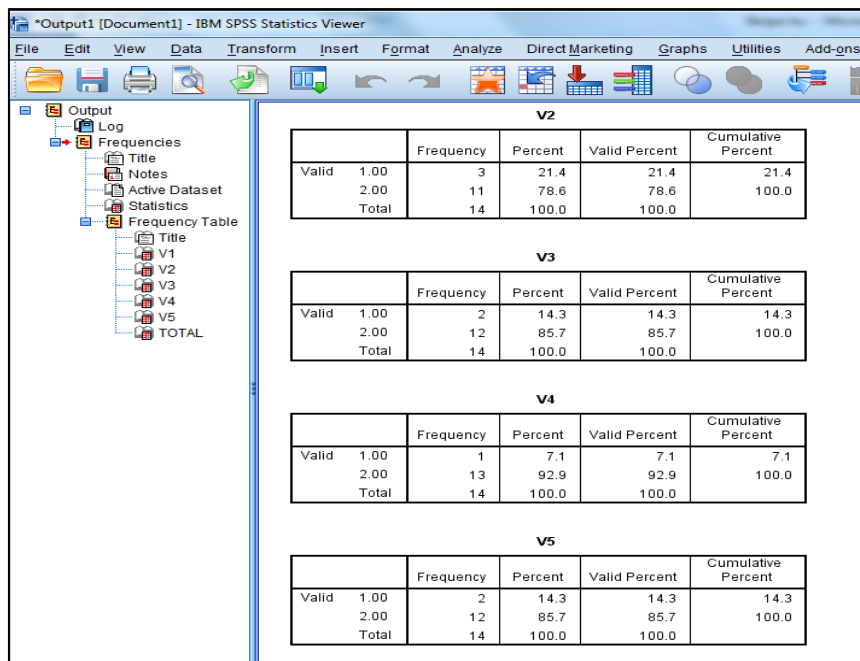 *Output1 [Document1] - IBM SPSS Statistics Viewer
File Edit View Data Transform Insert Format Analyze Direct Marketing Graphs Utilities Add-ons
Output
Log
Frequencies
Title
Notes
Active Dataset
Statistics
Frequency Table
Title
V1
V2
V3
V4
V5
TOTAL
V2
Frequency Percent Valid Percent Cumulative Percent
Valid 1.00 3 21.4 21.4 21.4
2.00 11 78.6 78.6 100.0
Total 14 100.0 100.0
V3
Frequency Percent Valid Percent Cumulative Percent
Valid 1.00 2 14.3 14.3 14.3
2.00 12 85.7 85.7 100.0
Total 14 100.0 100.0
V4
Frequency Percent Valid Percent Cumulative Percent
Valid 1.00 1 7.1 7.1 7.1
2.00 13 92.9 92.9 100.0
Total 14 100.0 100.0
V5
Frequency Percent Valid Percent Cumulative Percent
Valid 1.00 2 14.3 14.3 14.3
2.00 12 85.7 85.7 100.0
Total 14 100.0 100.0